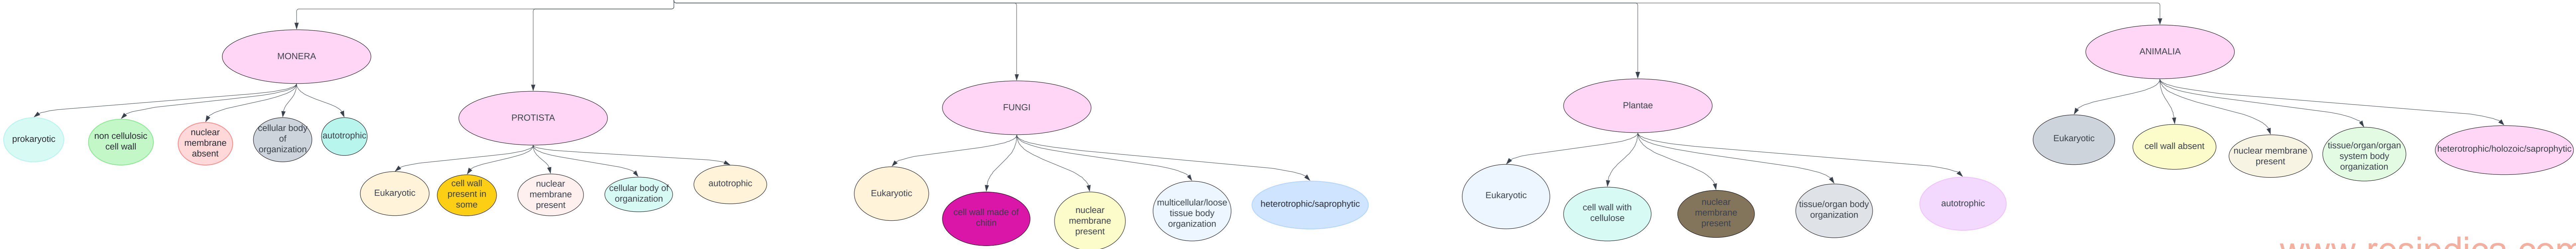 MONERA
prokaryotic
non cellulosic
cell wall
nuclear
membrane
absent
cellular body
of
organization
autotrophic
PROTISTA
Eukaryotic
cell wall
present in
some
nuclear
membrane
present
cellular body of
organization
autotrophic
FUNGI
Eukaryotic
cell wall made of
chitin
nuclear
membrane
present
multicellular/loose
tissue body
organization
heterotrophic/saprophytic
Plantae
Eukaryotic
cell wall with
cellulose
nuclear
membrane
present
tissue/organ body
organization
autotrophic
ANIMALIA
Eukaryotic
cell wall absent
nuclear membrane
present
tissue/organ/organ
system body
organization
heterotrophic/holozoic/saprophytic